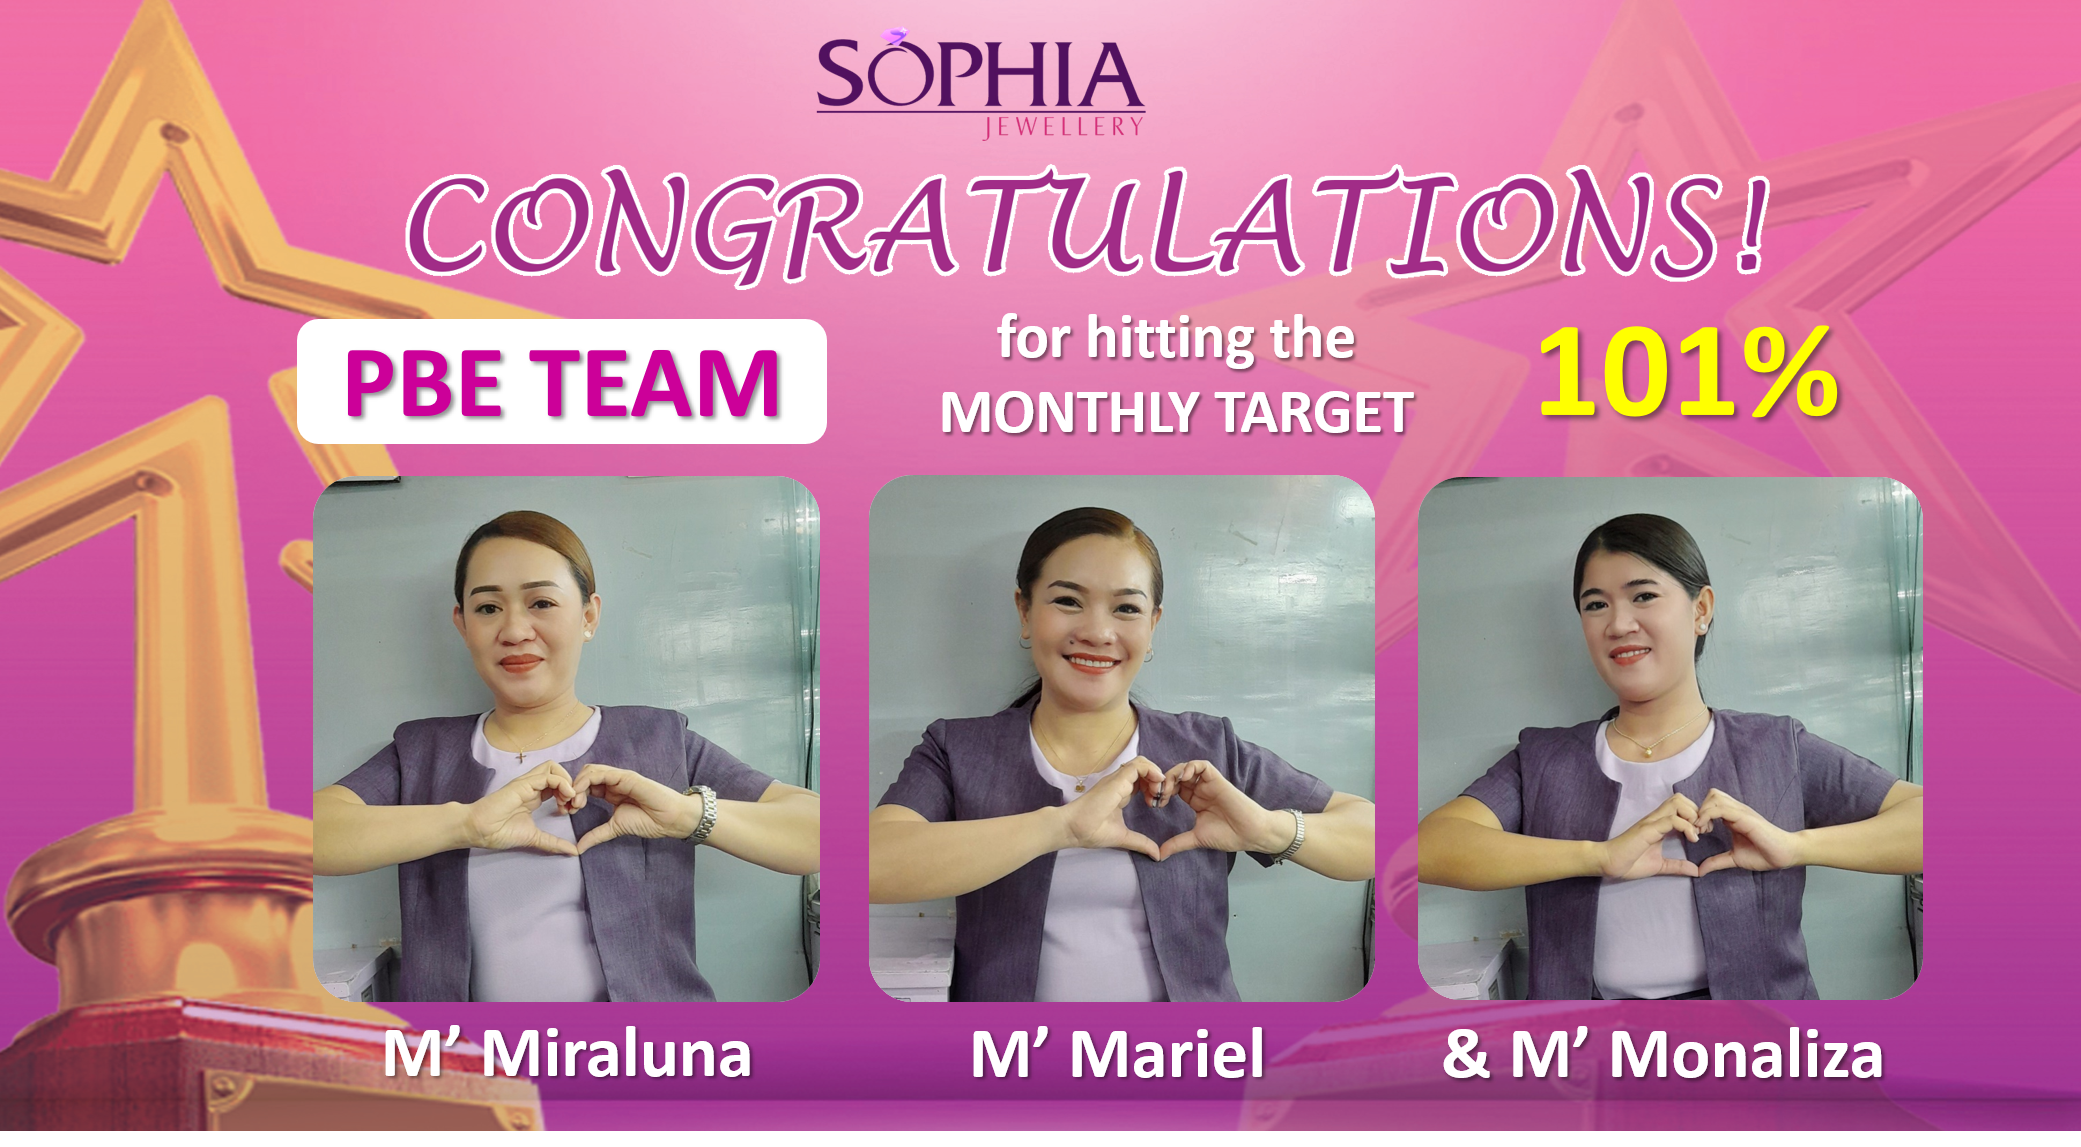 SOPHIA
JEWELLERY
CONGRATULATIONS!
PBE TEAM
for hitting the
MONTHLY TARGET
101%
M’ Miraluna
M’ Mariel
& M’ Monaliza